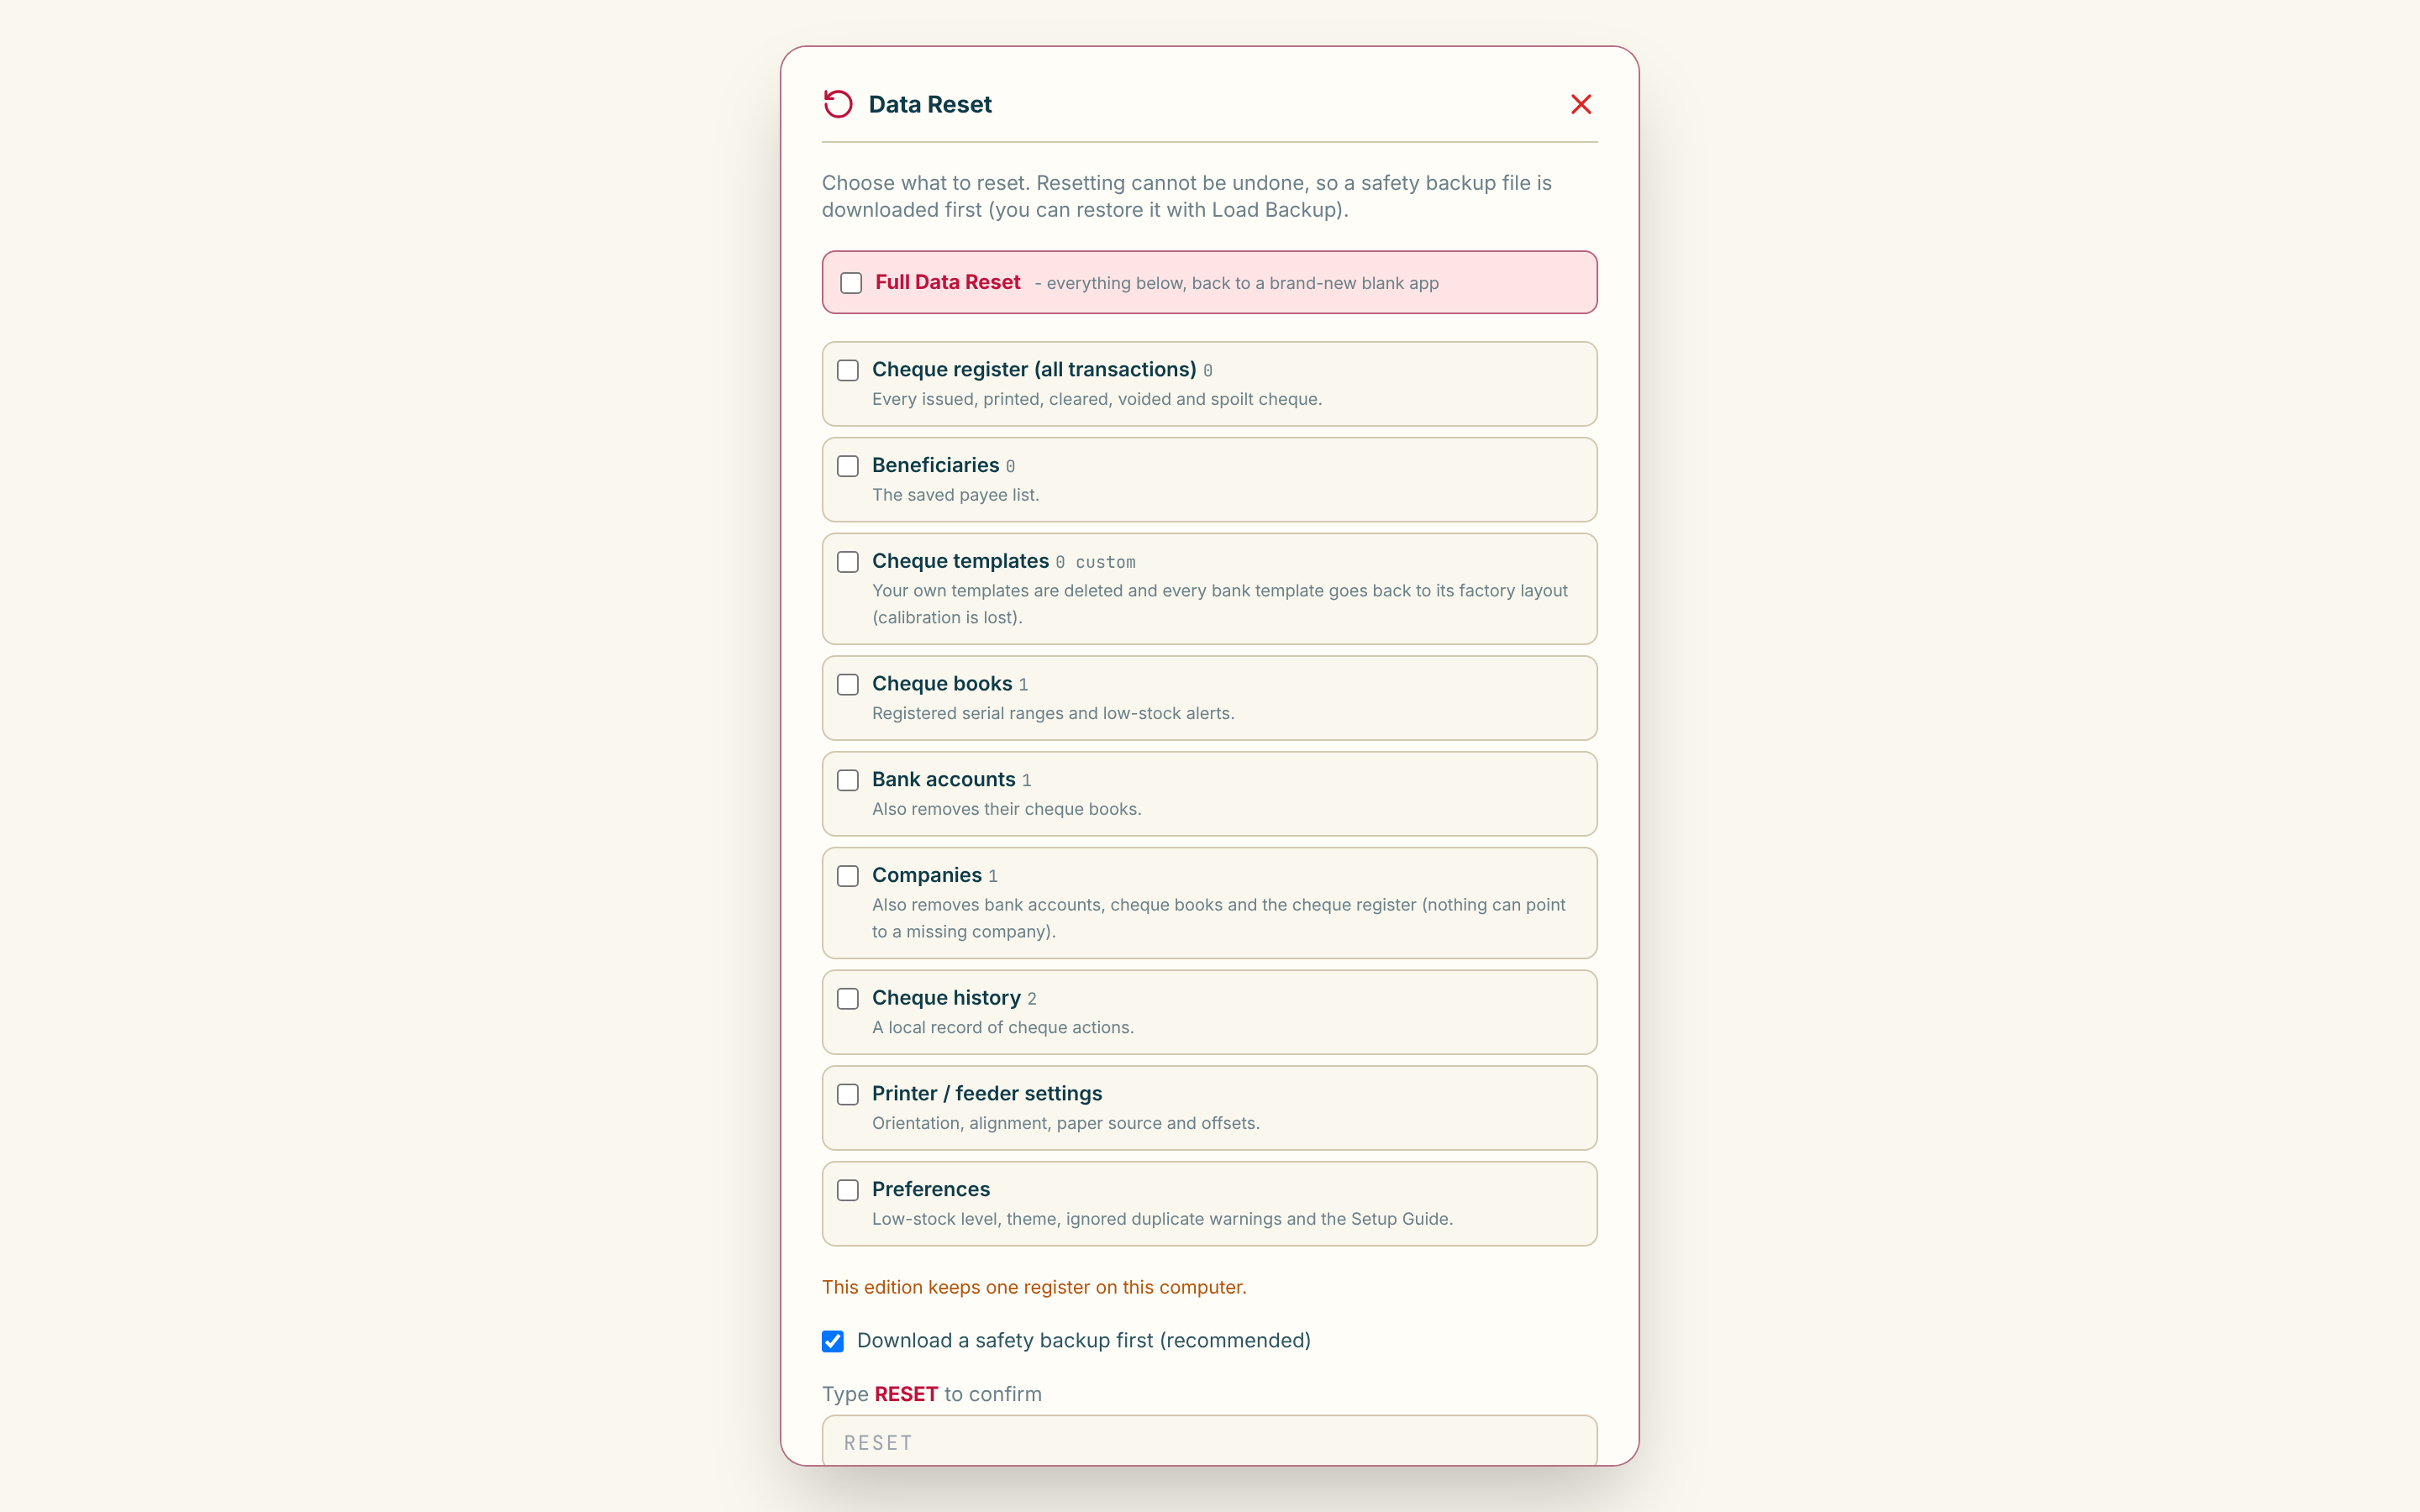 Data Reset
Choose what to reset. Resetting cannot be undone, so a safety backup file is
downloaded first (you can restore it with Load Backup).
Full Data Reset - everything below, back to a brand-new blank app
Cheque register (all transactions) 0
Every issued, printed, cleared, voided and spoilt cheque.
Beneficiaries 0
The saved payee list.
Cheque templates 0 custom
Your own templates are deleted and every bank template goes back to its factory layout
(calibration is lost).
Cheque books 1
Registered serial ranges and low-stock alerts.
Bank accounts 1
Also removes their cheque books.
Companies 1
Also removes bank accounts, cheque books and the cheque register (nothing can point
to a missing company).
Cheque history 2
A local record of cheque actions.
Printer / feeder settings
Orientation, alignment, paper source and offsets.
Preferences
Low-stock level, theme, ignored duplicate warnings and the Setup Guide.
This edition keeps one register on this computer.
Download a safety backup first (recommended)
Type RESET to confirm
RESET